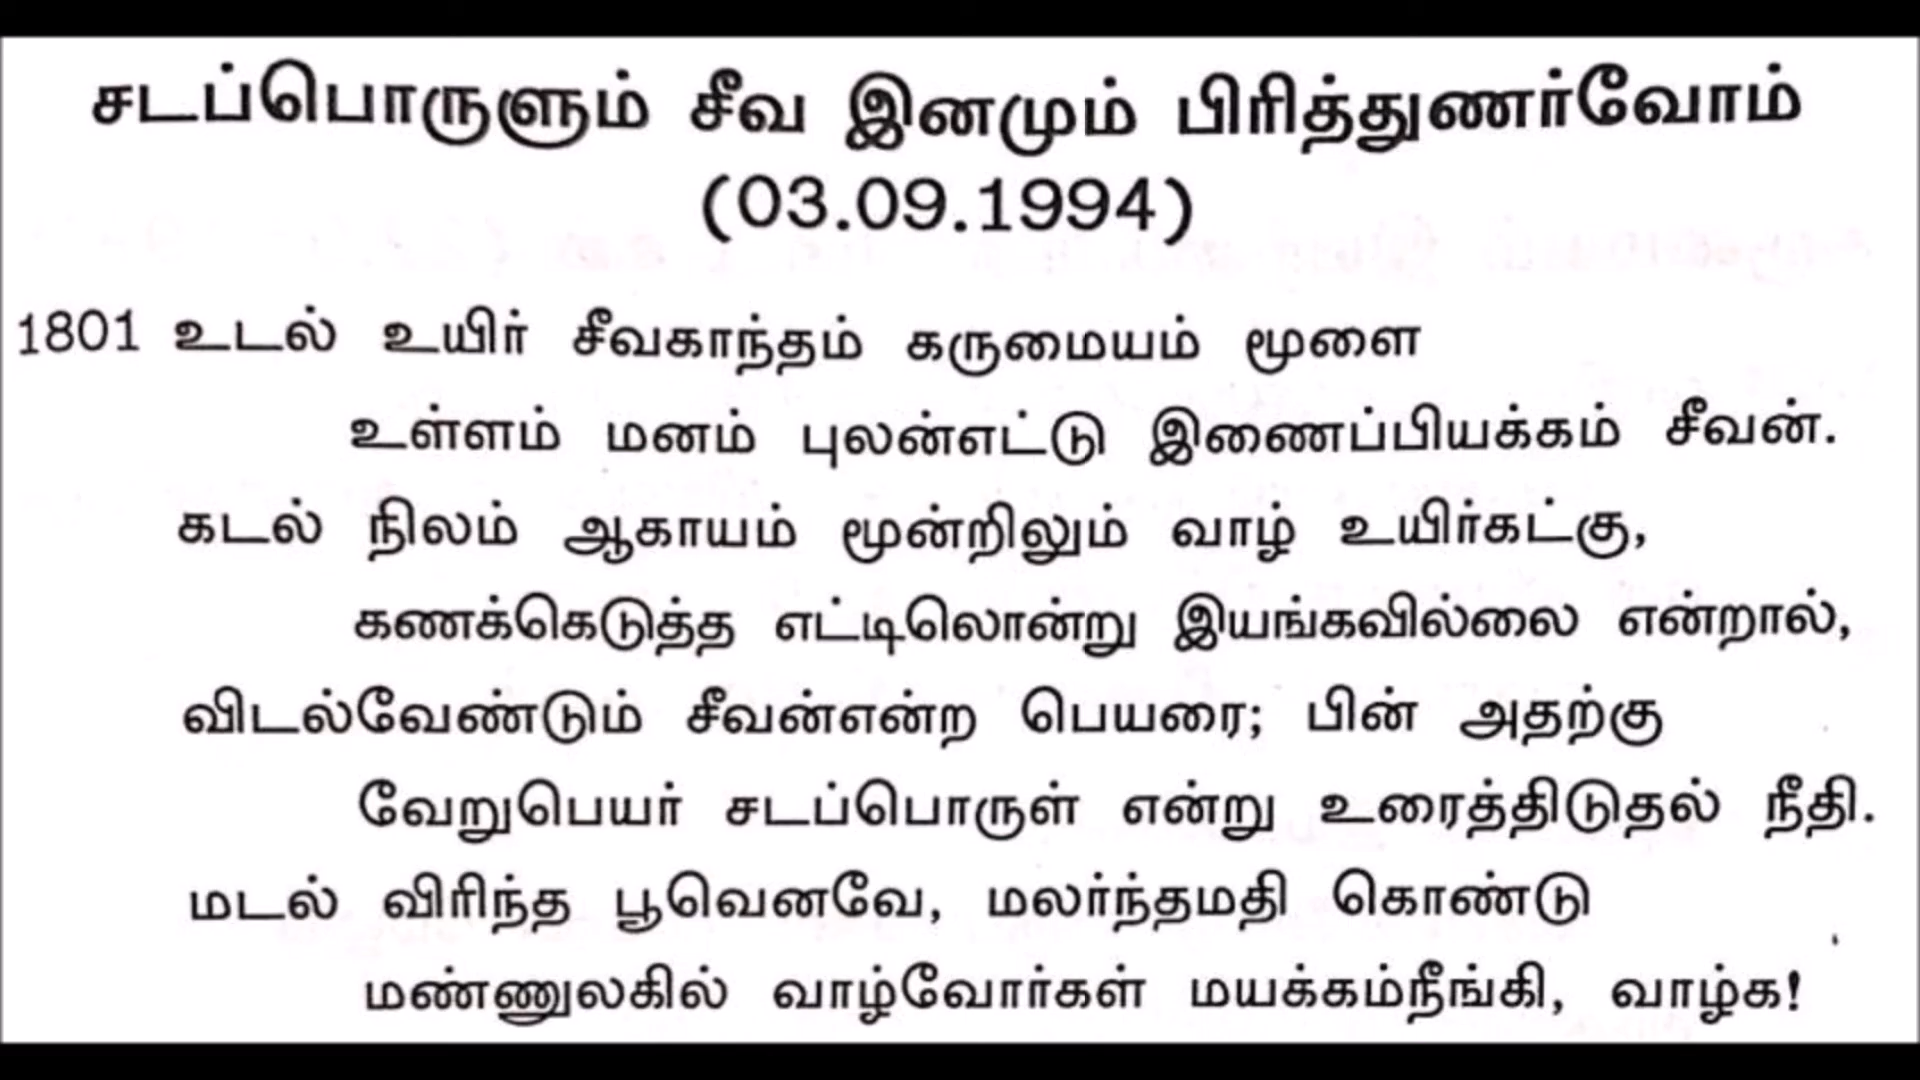 சடப்பொருளும் சீவ இனமும் பிரித்துணர்வோம்
(03.09.1994)
1801 உடல் உயிர் சீவகாந்தம் கருமையம் மூளை
உள்ளம் மனம் புலன்எட்டு இணைப்பியக்கம் சீவன்.
கடல் நிலம் ஆகாயம் மூன்றிலும் வாழ் உயிர்கட்கு,
கணக்கெடுத்த எட்டிலொன்று இயங்கவில்லை என்றால்,
விடல்வேண்டும் சீவன்என்ற பெயரை; பின் அதற்கு
வேறுபெயர் சடப்பொருள் என்று உரைத்திடுதல் நீதி.
மடல் விரிந்த பூவெனவே, மலர்ந்தமதி கொண்டு
மண்ணுலகில் வாழ்வோர்கள் மயக்கம்நீங்கி, வாழ்க!